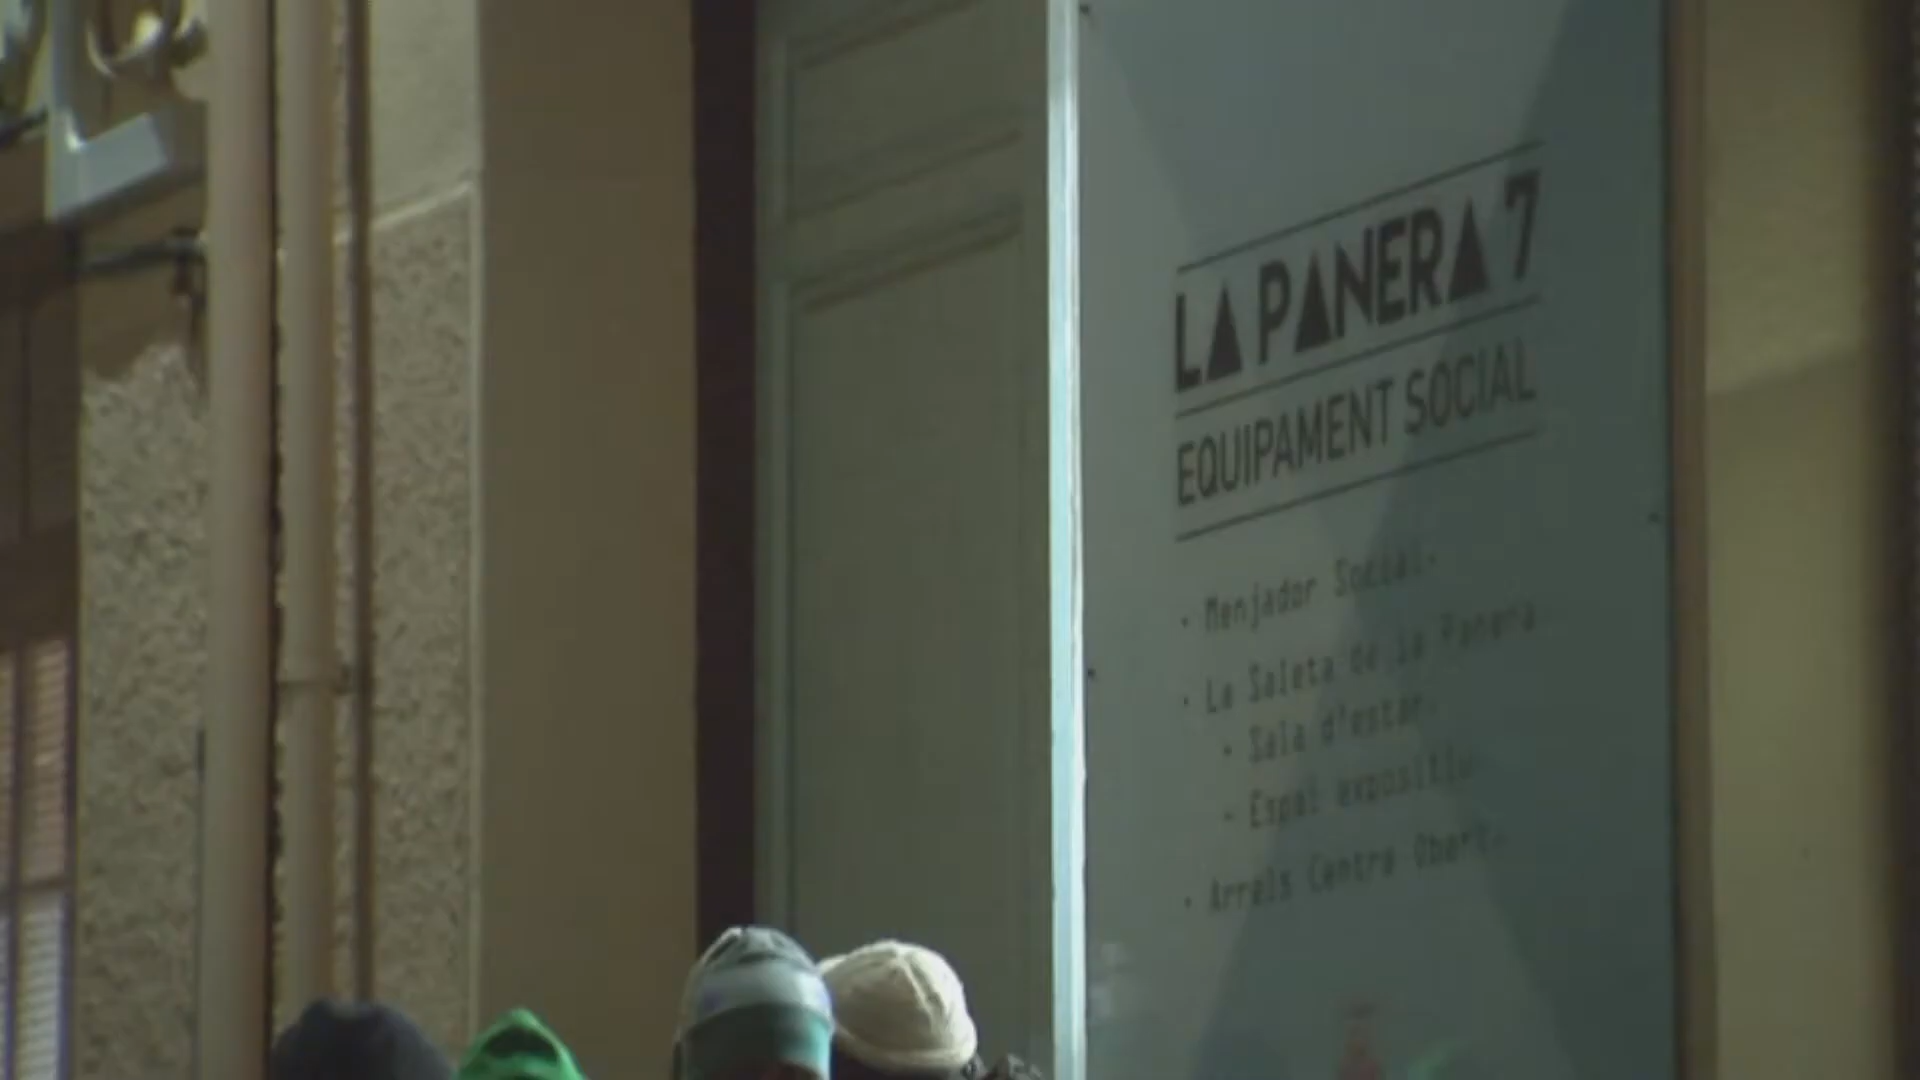 LA PANERA 7
EQUIPAMENT SOCIAL
· Menjador Social.
· La Saleta de la Panera
- Sala d'estar.
- Espai expositiu
· Arrels Centre Obert.